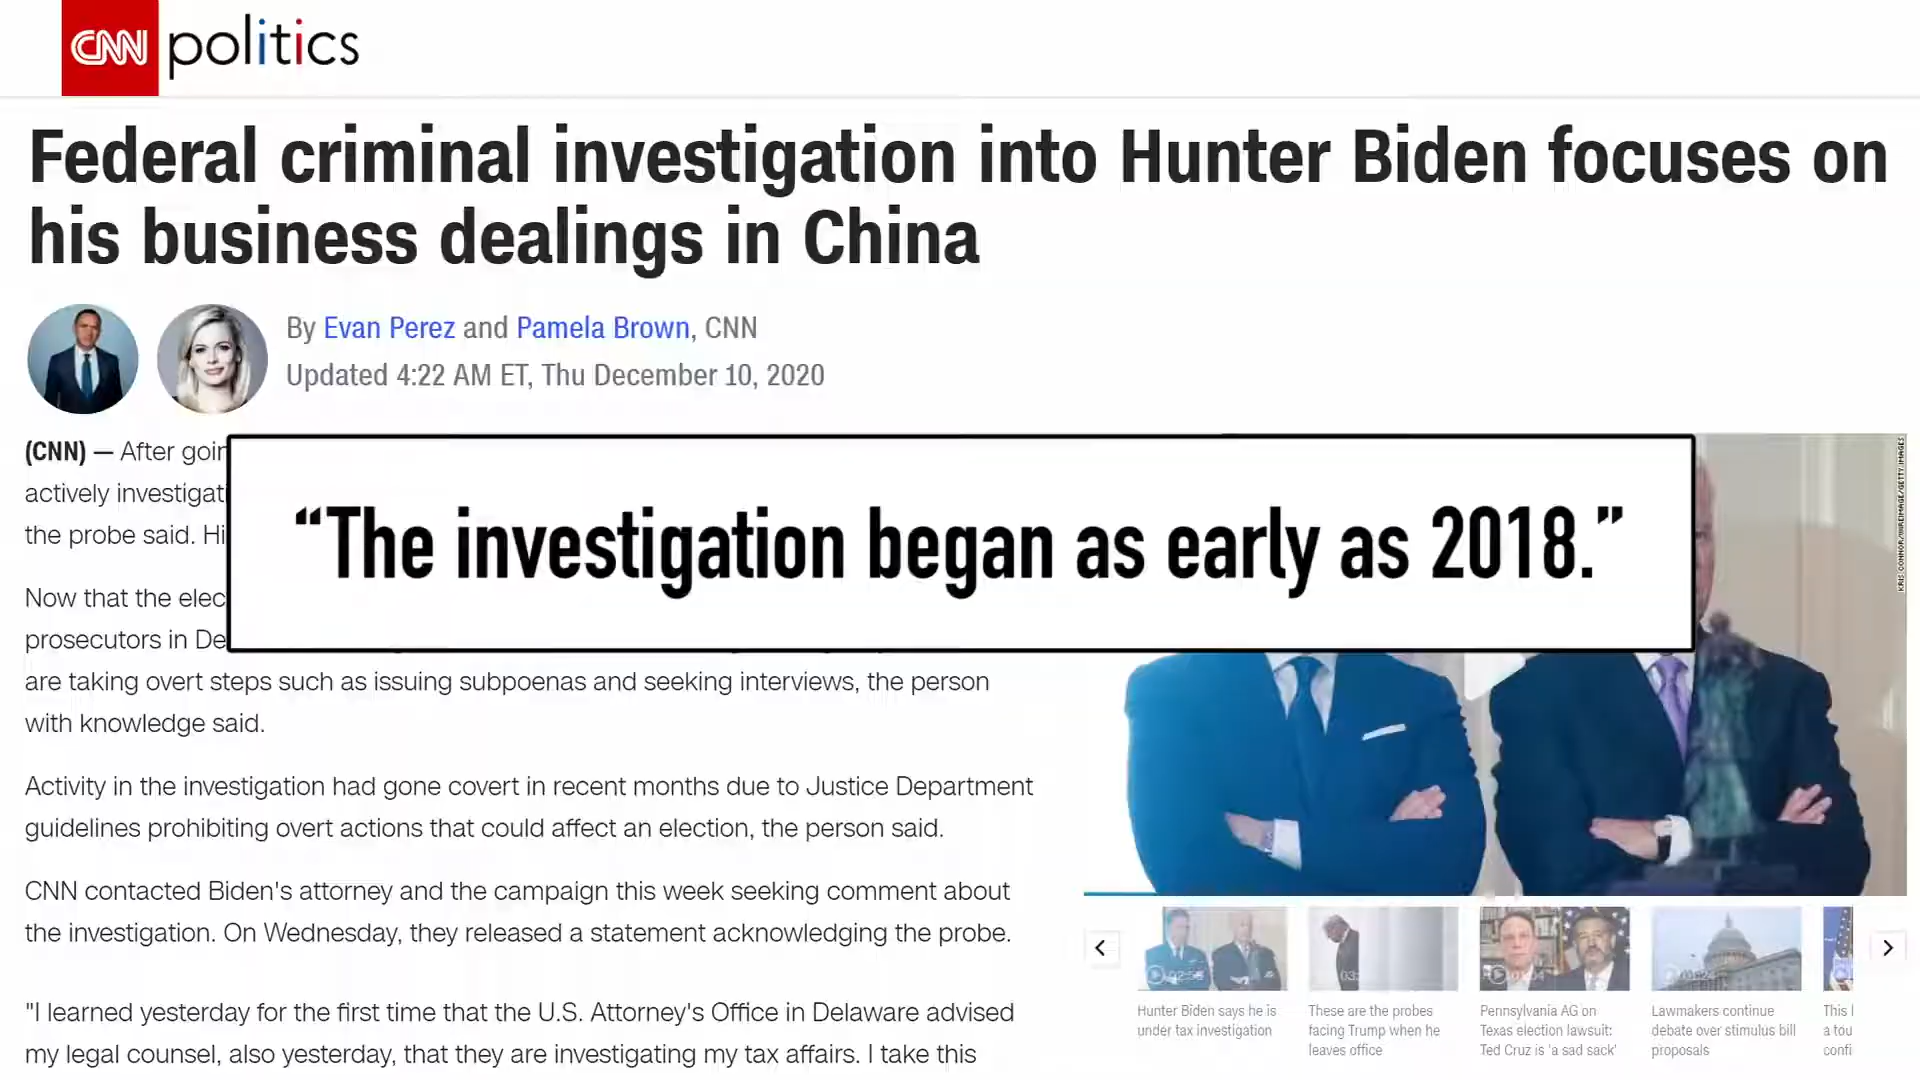 CNN politics
Federal criminal investigation into Hunter Biden focuses on
his business dealings in China
By Evan Perez and Pamela Brown, CNN
Updated 4:22 AM ET, Thu December 10, 2020
(CNN) — After
actively
the probe said.
“The investigation began as early as 2018.”
Now that the
prosecutors in
are taking overt steps such as issuing subpoenas and seeking interviews, the person
with knowledge said.
Activity in the investigation had gone covert in recent months due to Justice Department
guidelines prohibiting overt actions that could affect an election, the person said.
CNN contacted Biden's attorney and the campaign this week seeking comment about
the investigation. On Wednesday, they released a statement acknowledging the probe.
"I learned yesterday for the first time that the U.S. Attorney's Office in Delaware advised
my legal counsel, also yesterday, that they are investigating my tax affairs. I take this
KRIS CONNOR/WIREIMAGE/GETTY IMAGES
Hunter Biden says he is
under tax investigation
These are the probes
facing Trump when he
leaves office
Pennsylvania AG on
Texas election lawsuit:
Ted Cruz is 'a sad sack'
Lawmakers continue
debate over stimulus bill
proposals
This
a